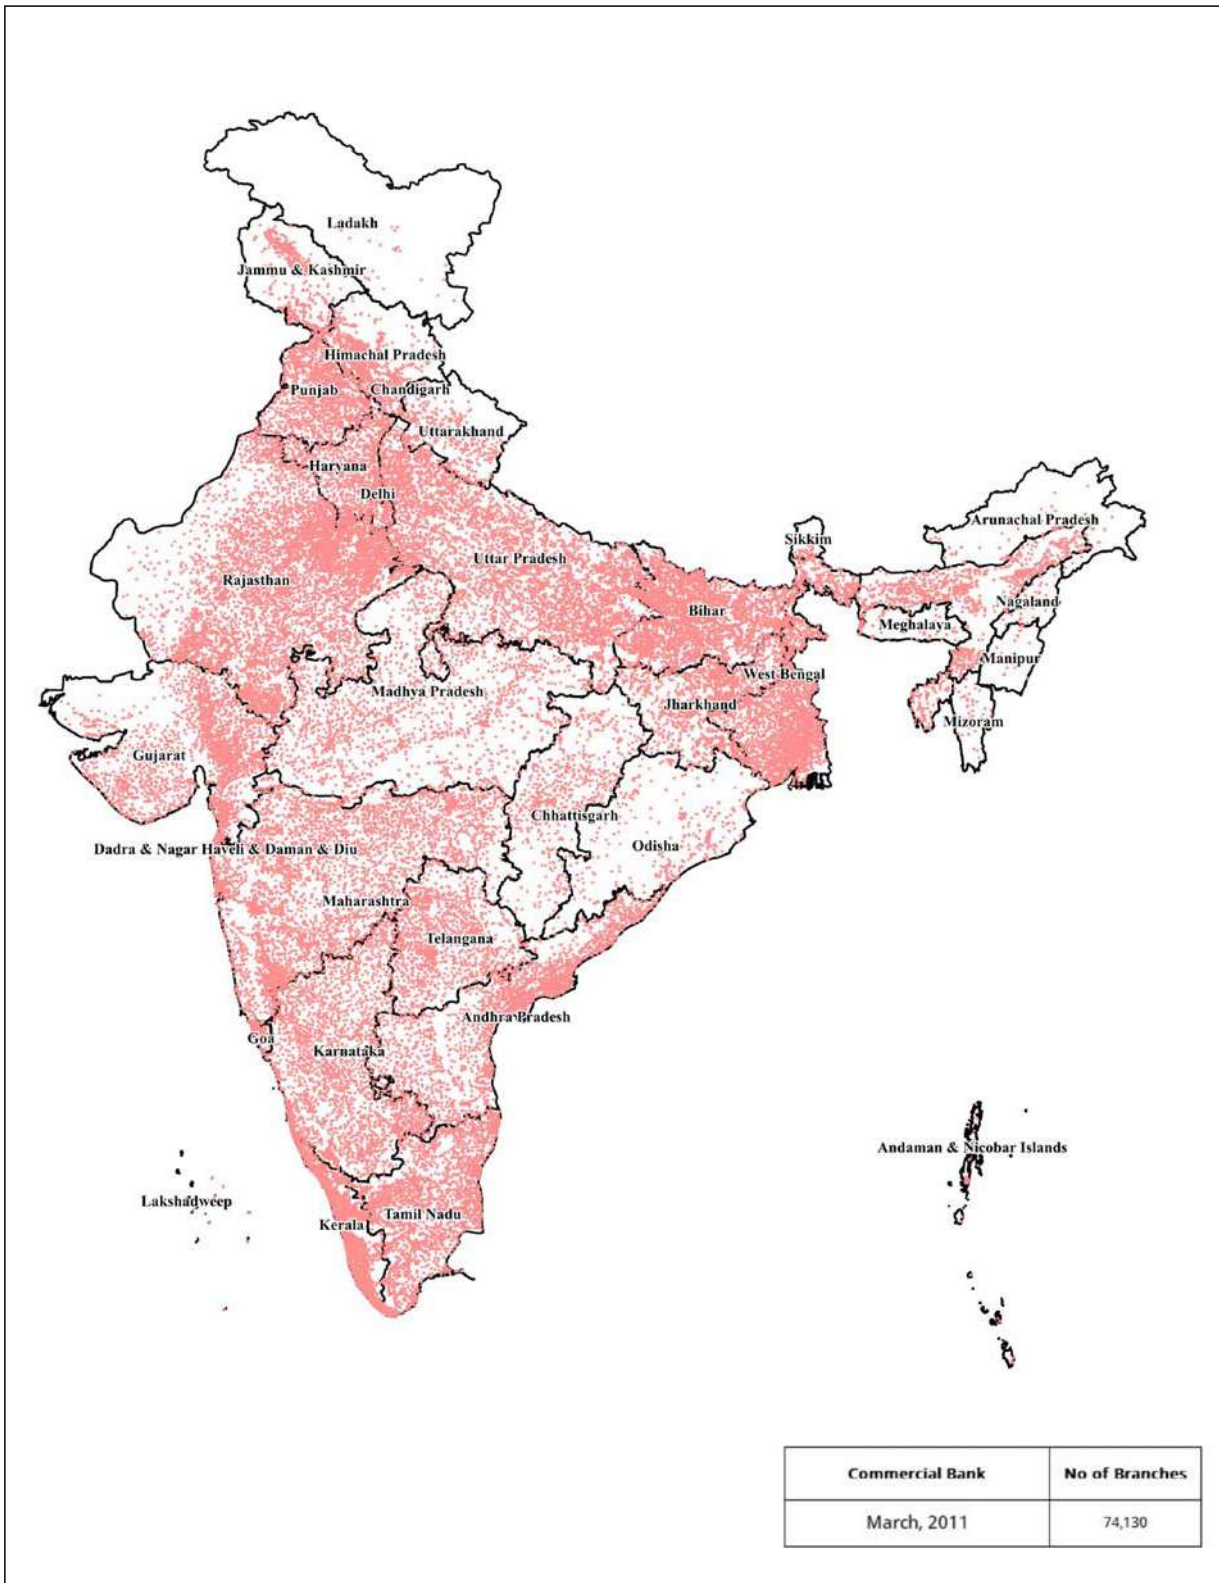 Ladakh
Jammu & Kashmir
Himachal Pradesh
Punjab
Chandigarh
Uttarakhand
Haryana
Delhi
Arunachal Pradesh
Sikkim
Uttar Pradesh
Rajasthan
Nagaland
Bihar
Meghalaya
Manipur
West Bengal
Madhya Pradesh
Jharkhand
Mizoram
Gujarat
Chhattisgarh
Odisha
Dadra & Nagar Haveli & Daman & Diu
Maharashtra
Telangana
Andhra Pradesh
Goa
Karnataka
Andaman & Nicobar Islands
Lakshadweep
Tamil Nadu
Kerala
Commercial Bank No of Branches
March, 2011 74,130